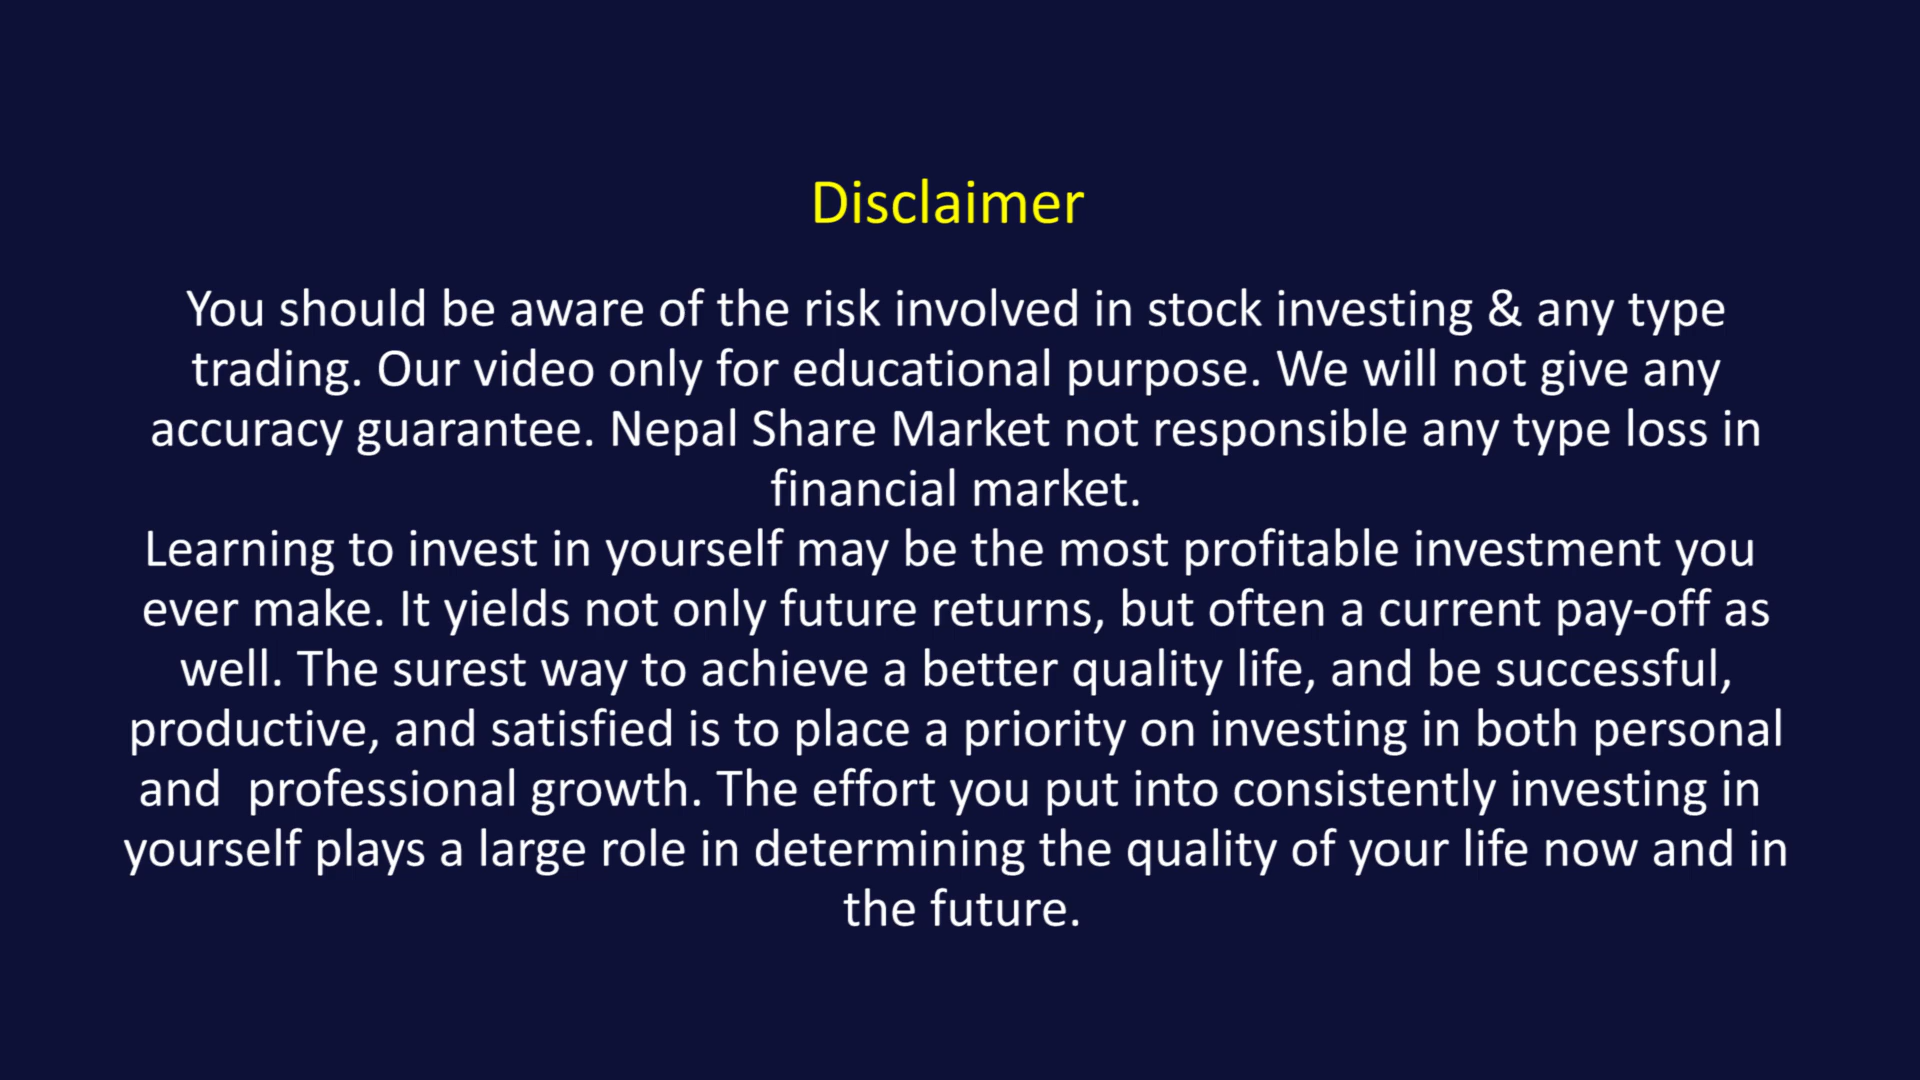 Disclaimer
You should be aware of the risk involved in stock investing & any type
trading. Our video only for educational purpose. We will not give any
accuracy guarantee. Nepal Share Market not responsible any type loss in
financial market.
Learning to invest in yourself may be the most profitable investment you
ever make. It yields not only future returns, but often a current pay-off as
well. The surest way to achieve a better quality life, and be successful,
productive, and satisfied is to place a priority on investing in both personal
and  professional growth. The effort you put into consistently investing in
yourself plays a large role in determining the quality of your life now and in
the future.